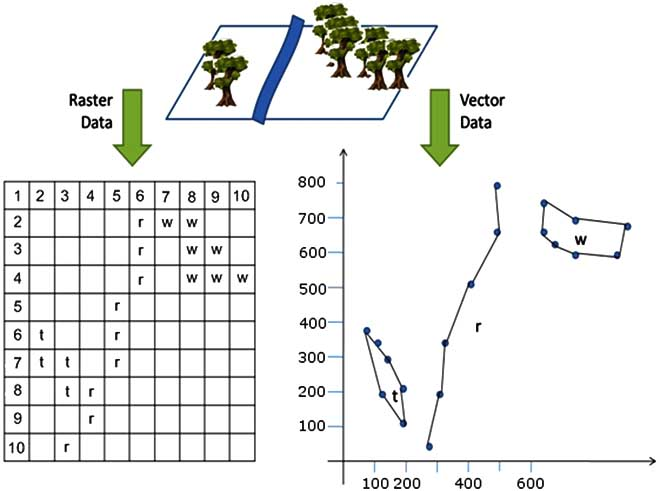 Raster
Data
Vector
Data
1 2 3 4 5 6 7 8 9 10
2 r w w
3 r w w
4 r w w w
5 r
6 t r
7 t t r
8 t r
9 r
10 r
800
700
600
500
400
300
200
100
w
r
t
100 200 400 600